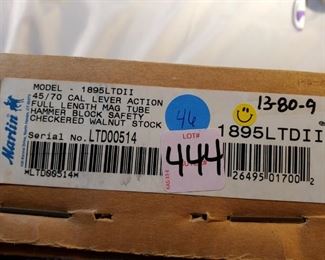 MODEL - 1895LTDII
45/70 CAL LEVER ACTION
FULL LENGTH MAG TUBE
HAMMER BLOCK SAFETY
CHECKERED WALNUT STOCK
Marlin
Serial No. LTD00514
*LTD00514*
46
LOT#
444
13-80-9
1895LTDII
26495 01700 2